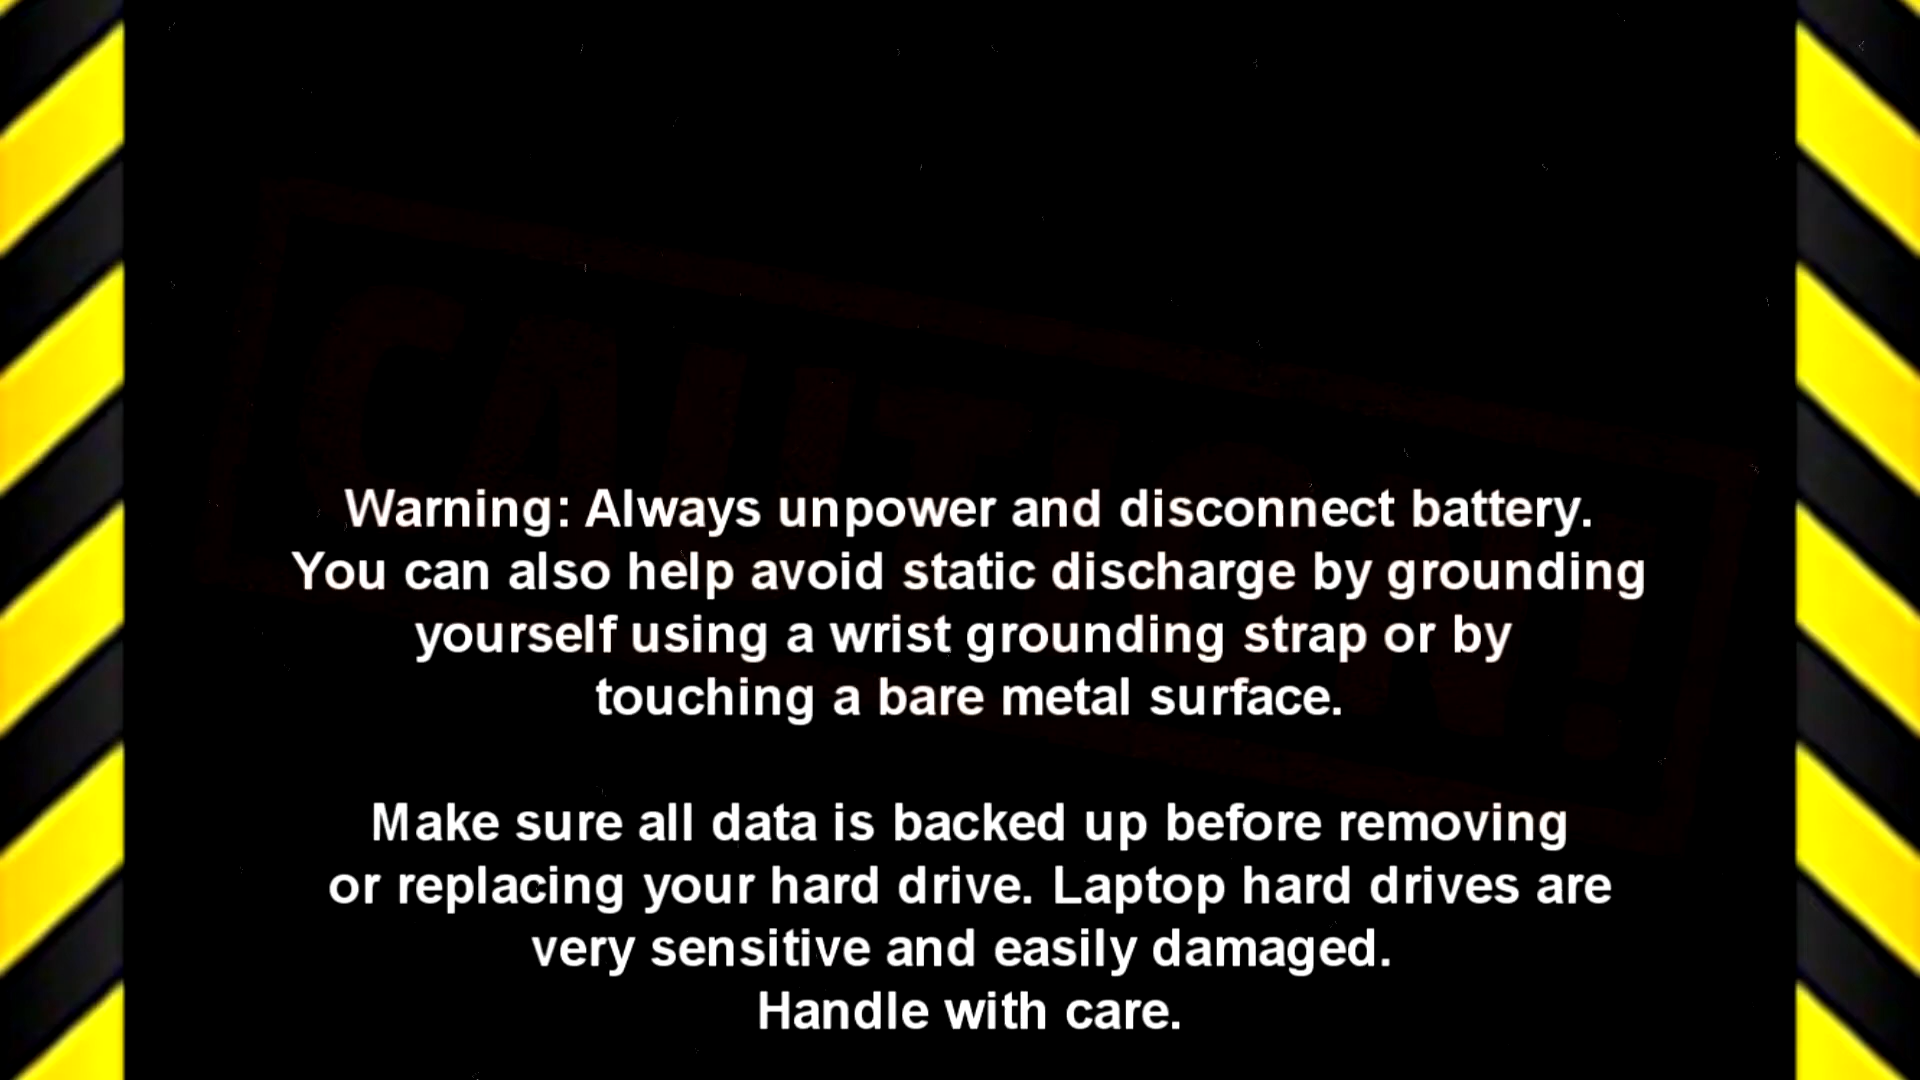 CAUTION!
Warning: Always unpower and disconnect battery.
You can also help avoid static discharge by grounding
yourself using a wrist grounding strap or by
touching a bare metal surface.
Make sure all data is backed up before removing
or replacing your hard drive. Laptop hard drives are
very sensitive and easily damaged.
Handle with care.